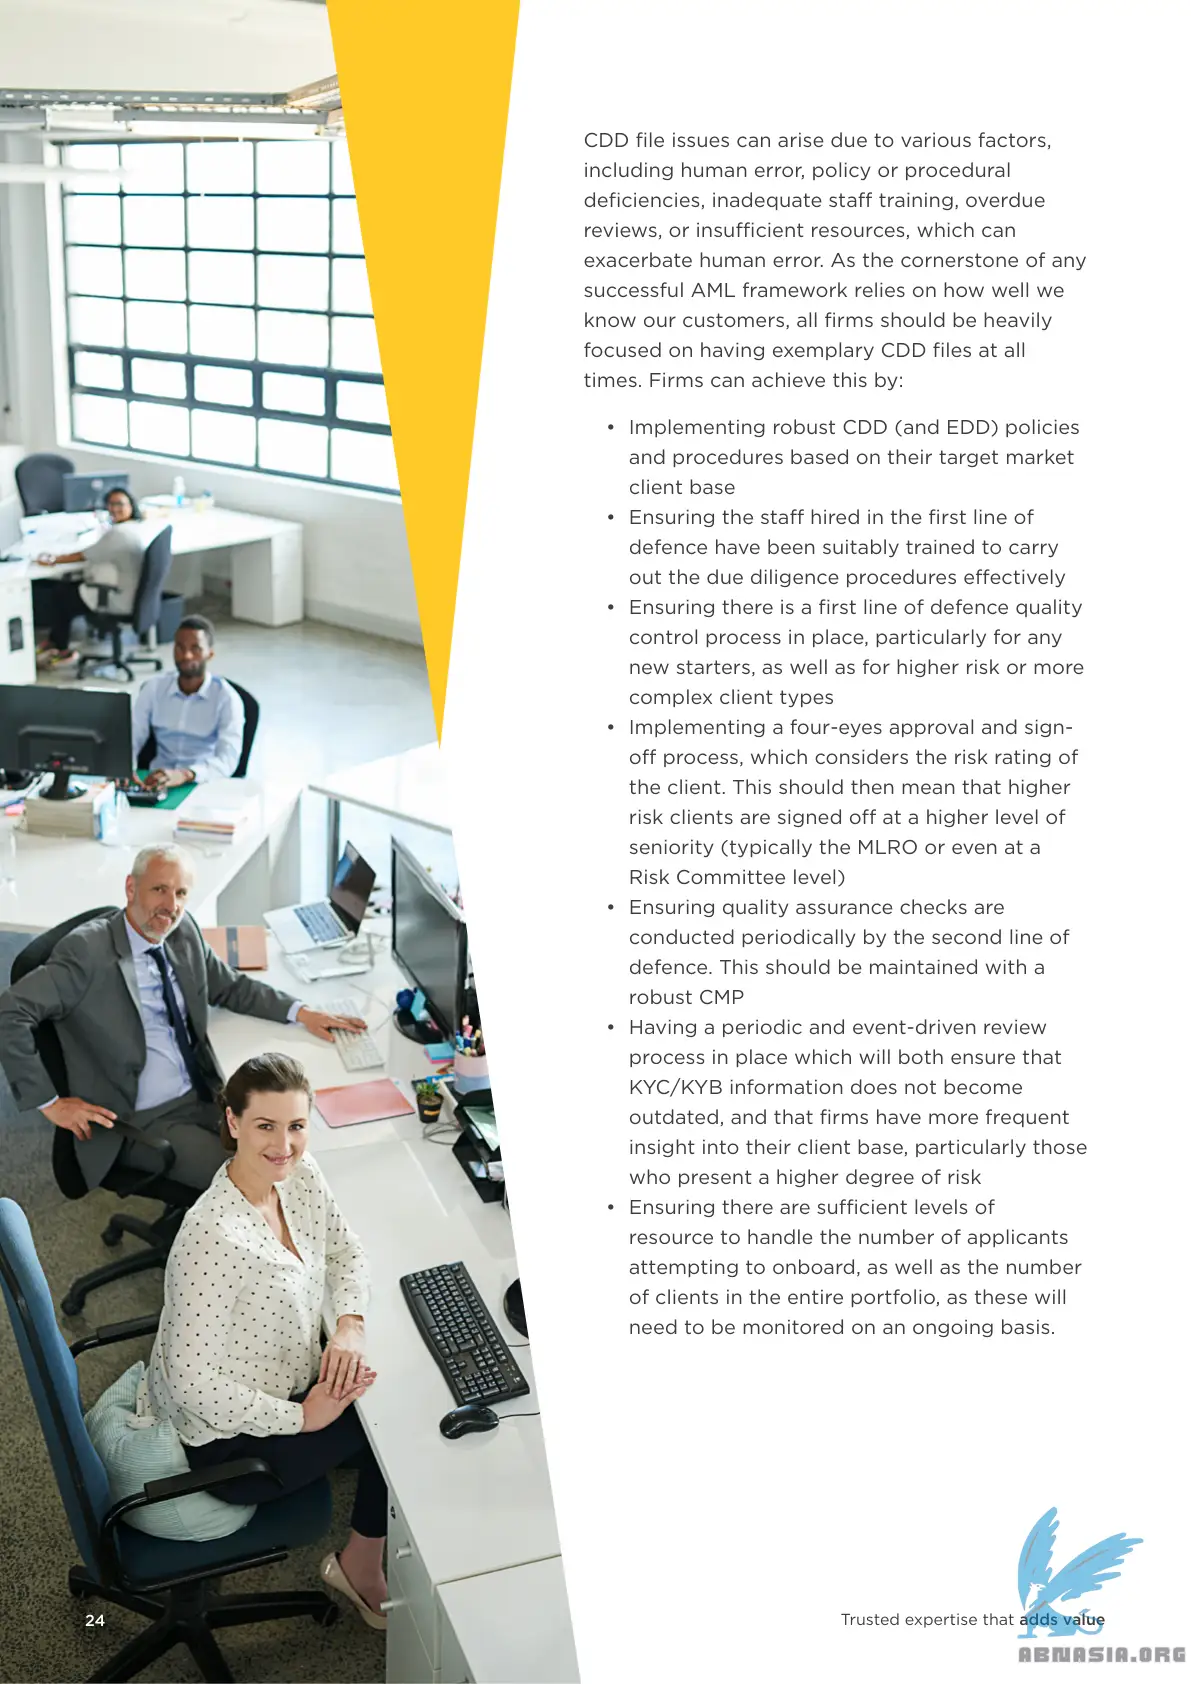 CDD file issues can arise due to various factors,
including human error, policy or procedural
deficiencies, inadequate staff training, overdue
reviews, or insufficient resources, which can
exacerbate human error. As the cornerstone of any
successful AML framework relies on how well we
know our customers, all firms should be heavily
focused on having exemplary CDD files at all
times. Firms can achieve this by:
• Implementing robust CDD (and EDD) policies
and procedures based on their target market
client base
• Ensuring the staff hired in the first line of
defence have been suitably trained to carry
out the due diligence procedures effectively
• Ensuring there is a first line of defence quality
control process in place, particularly for any
new starters, as well as for higher risk or more
complex client types
• Implementing a four-eyes approval and sign-
off process, which considers the risk rating of
the client. This should then mean that higher
risk clients are signed off at a higher level of
seniority (typically the MLRO or even at a
Risk Committee level)
• Ensuring quality assurance checks are
conducted periodically by the second line of
defence. This should be maintained with a
robust CMP
• Having a periodic and event-driven review
process in place which will both ensure that
KYC/KYB information does not become
outdated, and that firms have more frequent
insight into their client base, particularly those
who present a higher degree of risk
• Ensuring there are sufficient levels of
resource to handle the number of applicants
attempting to onboard, as well as the number
of clients in the entire portfolio, as these will
need to be monitored on an ongoing basis.
24
Trusted expertise that adds value
ABNASIA.ORG